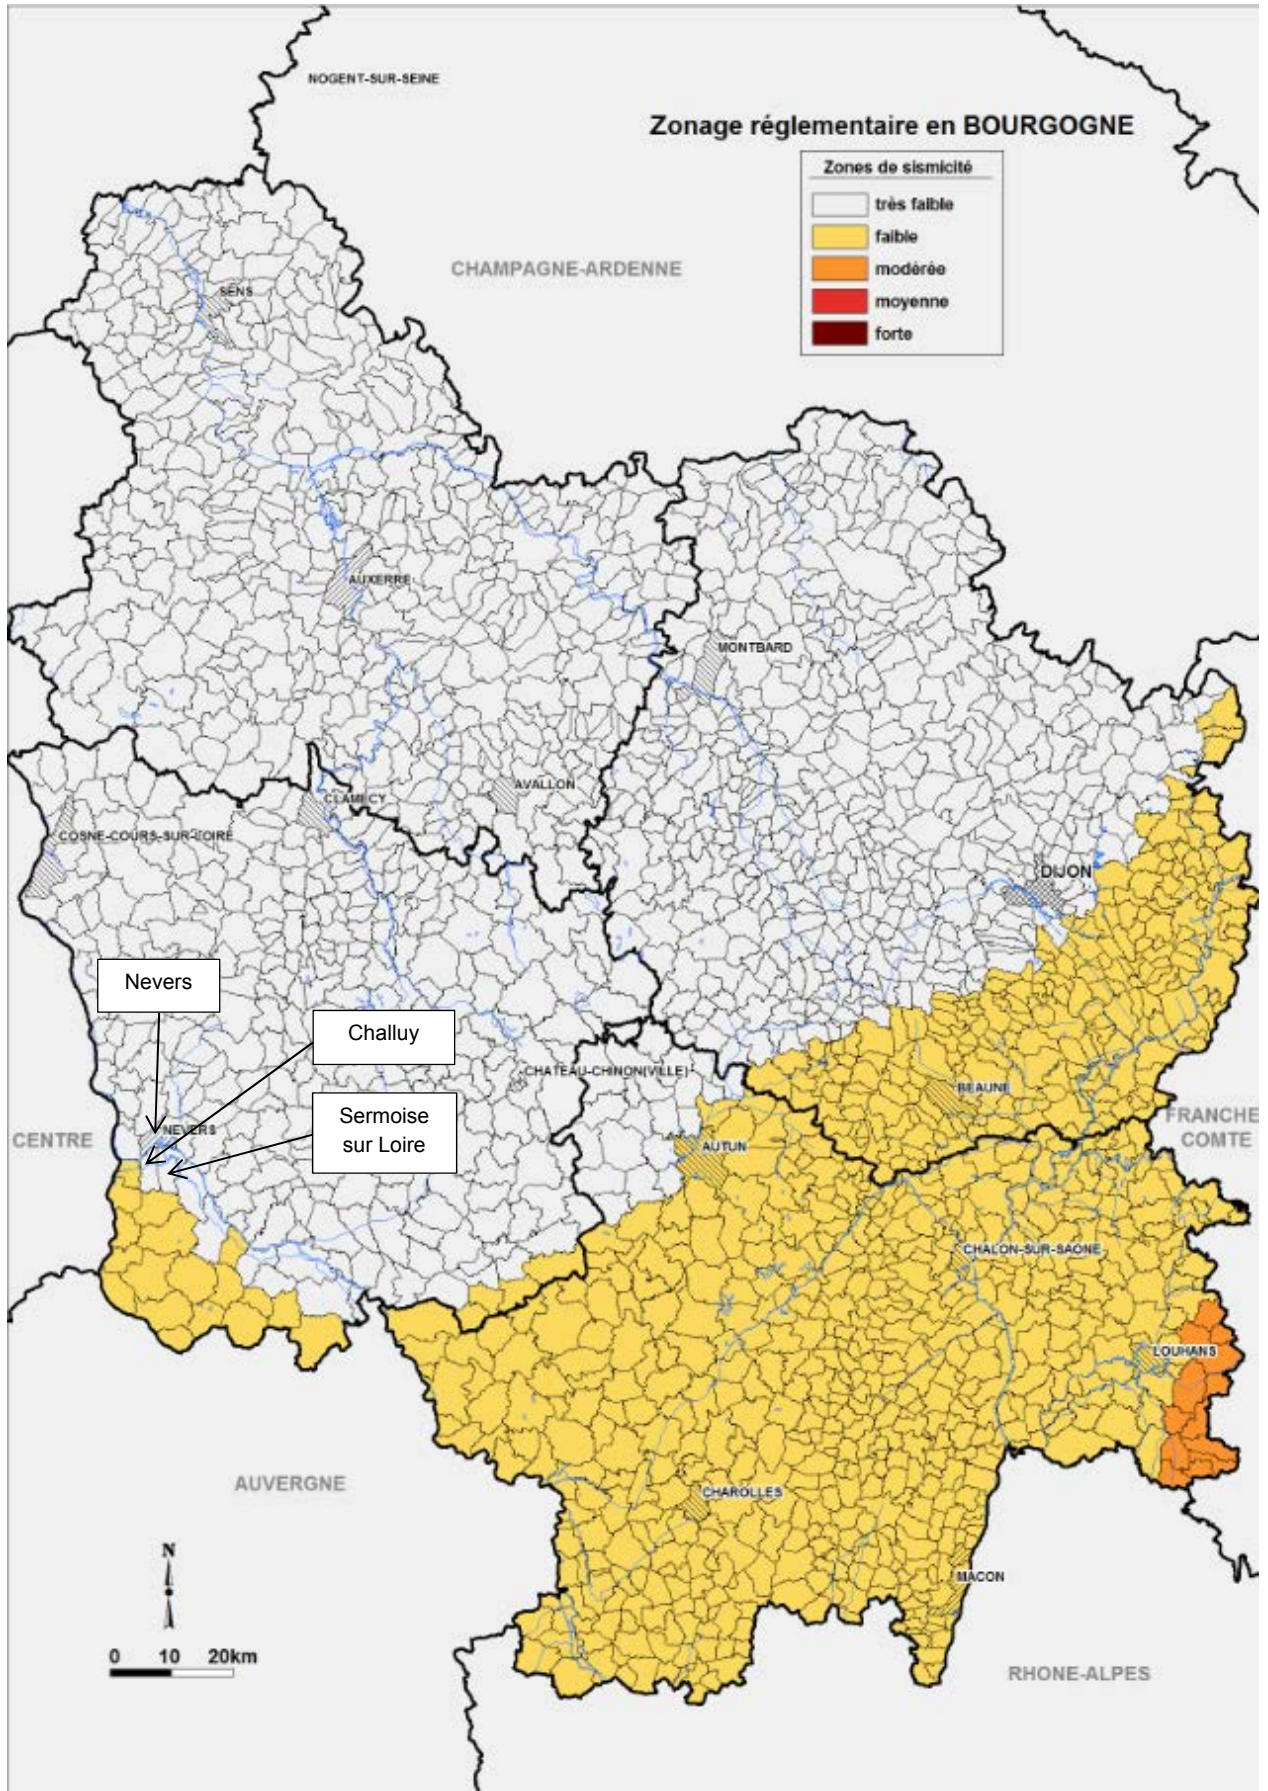 NOGENT-SUR-SEINE
Zonage réglementaire en BOURGOGNE
Zones de sismicité
très faible
faible
modérée
moyenne
forte
CHAMPAGNE-ARDENNE
SENS
AUXERRE
MONTBARD
AVALLON
CLAMECY
COSNE-COURS-SUR-LOIRE
DIJON
Nevers
Challuy
CHATEAU-CHINON(VILLE)
BEAUNE
Sermoise
sur Loire
FRANCHE
COMTE
CENTRE
NEVERS
AUTUN
CHALON-SUR-SAONE
LOUHANS
AUVERGNE
CHAROLLES
N
MACON
0 10 20km
RHONE-ALPES